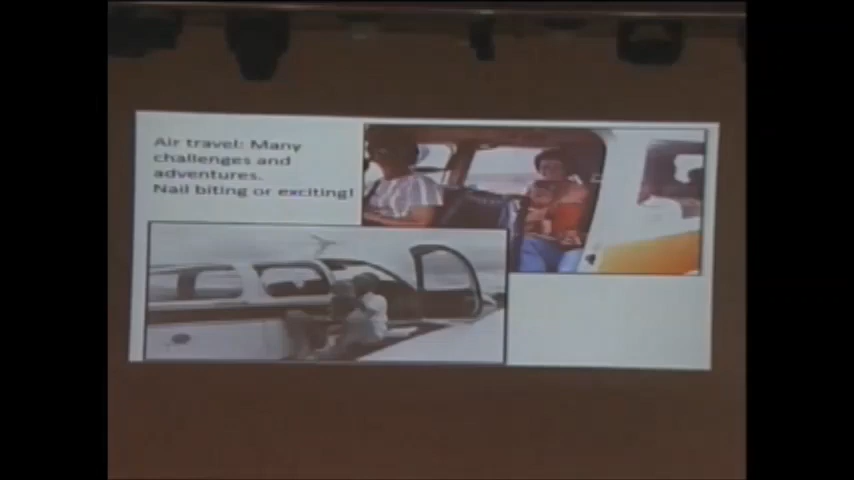 Air travel: Many
challenges and
adventures.
Nail biting or exciting!